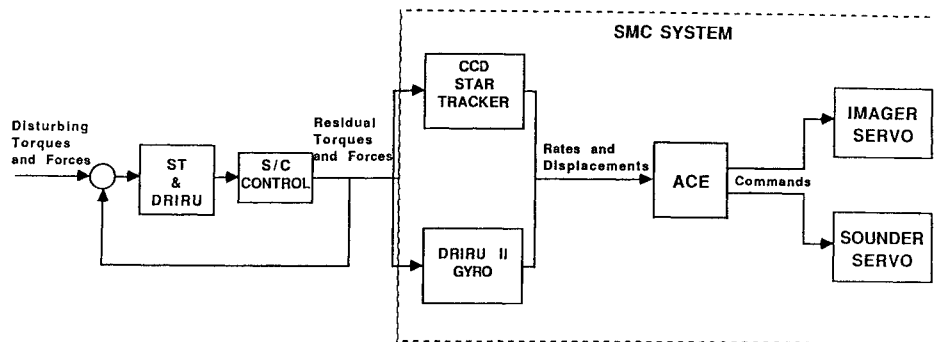 SMC SYSTEM
CCD
STAR
TRACKER
Disturbing
Torques
and Forces
ST
&
DRIRU
S/C
CONTROL
Residual
Torques
and Forces
Rates and
Displacements
ACE
Commands
IMAGER
SERVO
DRIRU II
GYRO
SOUNDER
SERVO